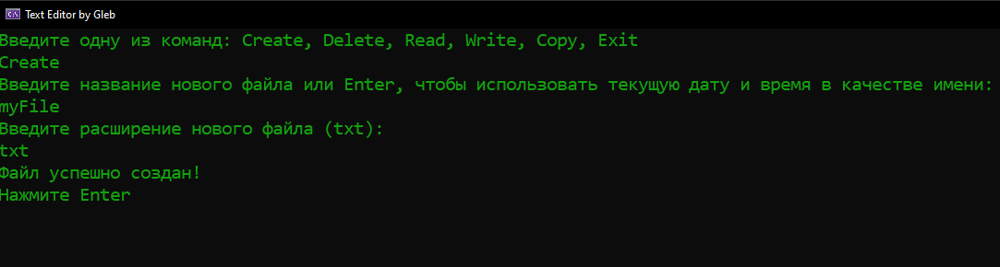 Text Editor by Gleb
Введите одну из команд: Create, Delete, Read, Write, Copy, Exit
Create
Введите название нового файла или Enter, чтобы использовать текущую дату и время в качестве имени:
myFile
Введите расширение нового файла (txt):
txt
Файл успешно создан!
Нажмите Enter